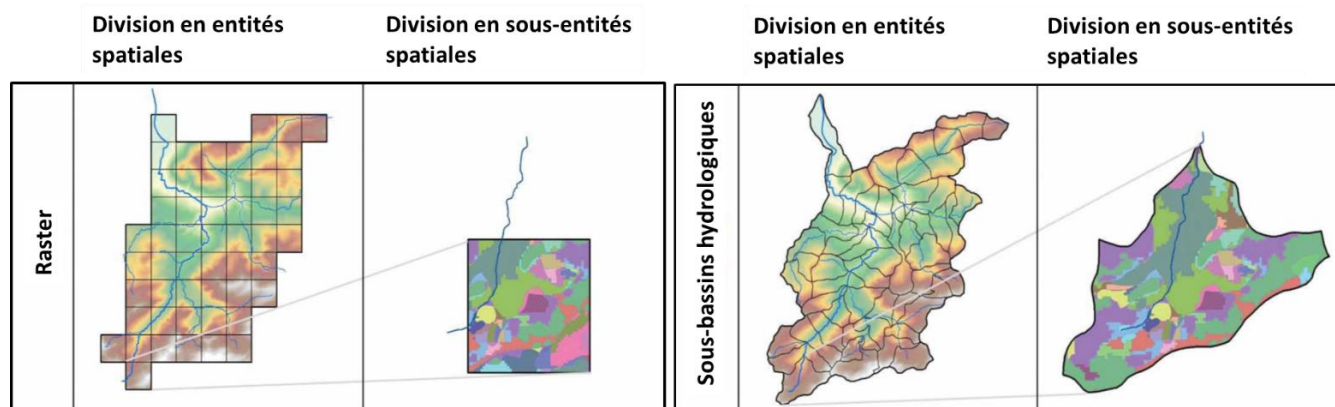 Division en entités
spatiales
Division en sous-entités
spatiales
Raster
Division en entités
spatiales
Division en sous-entités
spatiales
Sous-bassins hydrologiques